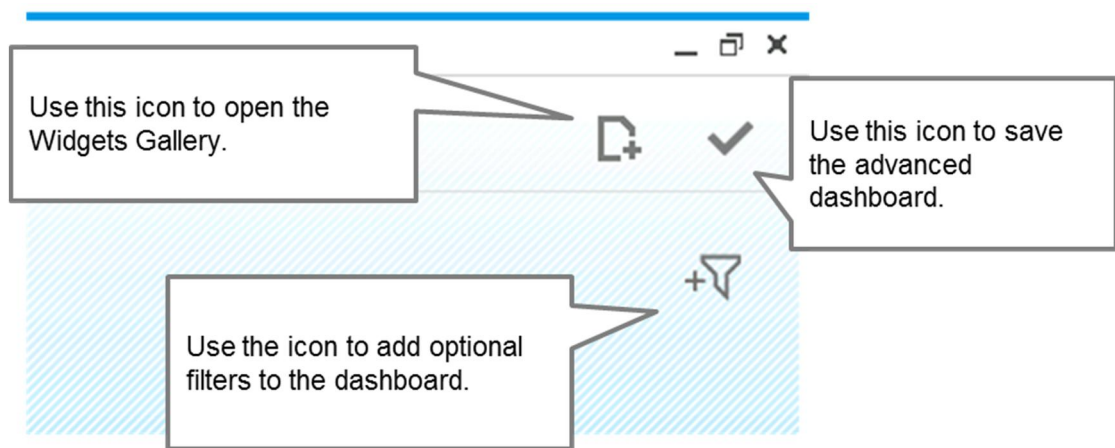 Use this icon to open the
Widgets Gallery.
Use this icon to save
the advanced
dashboard.
Use the icon to add optional
filters to the dashboard.